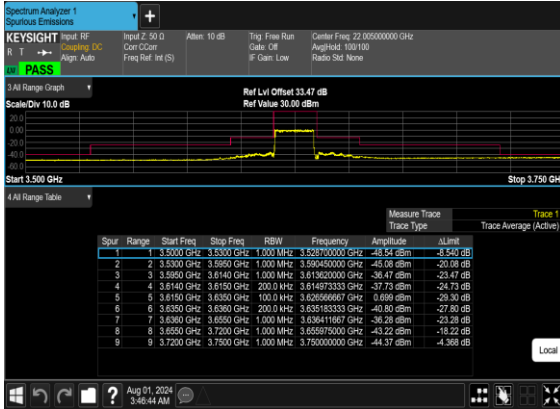 Spectrum Analyzer 1
Spurious Emissions
+
KEYSIGHT Input: RF Input Z: 50 Ω Atten: 10 dB Trig: Free Run Center Freq: 22.005000000 GHz
R T Coupling: DC Corr CCorr Gate: Off Avg|Hold: 100/100
Align: Auto Freq Ref: Int (S) IF Gain: Low Radio Std: None
PASS
3 All Range Graph
Ref Lvl Offset 33.47 dB
Scale/Div 10.0 dB Ref Value 30.00 dBm
20.0
0.00
-20.0
-40.0
-60.0
Start 3.500 GHz Stop 3.750 GH
4 All Range Table
Measure Trace Trace 1
Trace Type Trace Average (Active)
Spur Range Start Freq Stop Freq RBW Frequency Amplitude ΔLimit
1 1 3.5000 GHz 3.5300 GHz 1.000 MHz 3.528700000 GHz -48.54 dBm -8.540 dB
2 2 3.5300 GHz 3.5950 GHz 1.000 MHz 3.590450000 GHz -45.08 dBm -20.08 dB
3 3 3.5950 GHz 3.6140 GHz 1.000 MHz 3.613620000 GHz -36.47 dBm -23.47 dB
4 4 3.6140 GHz 3.6150 GHz 200.0 kHz 3.614973333 GHz -37.73 dBm -24.73 dB
5 5 3.6150 GHz 3.6350 GHz 100.0 kHz 3.626566667 GHz 0.699 dBm -29.30 dB
6 6 3.6350 GHz 3.6360 GHz 200.0 kHz 3.635183333 GHz -40.80 dBm -27.80 dB
7 7 3.6360 GHz 3.6550 GHz 1.000 MHz 3.636411667 GHz -36.28 dBm -23.28 dB
8 8 3.6550 GHz 3.7200 GHz 1.000 MHz 3.655975000 GHz -43.22 dBm -18.22 dB
9 9 3.7200 GHz 3.7500 GHz 1.000 MHz 3.750000000 GHz -44.37 dBm -4.368 dB
Local
? Aug 01, 2024
3:46:44 AM